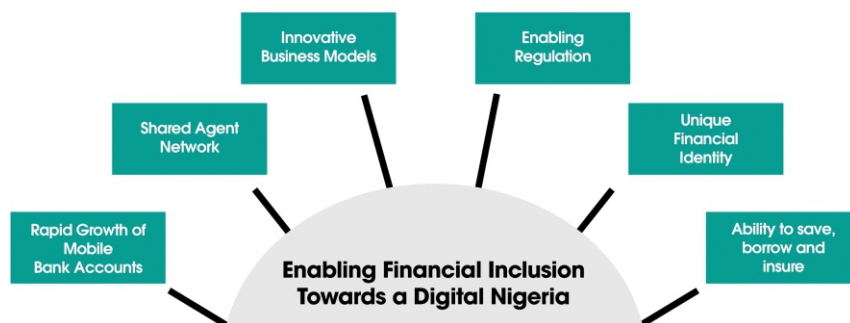 Innovative
Business Models
Enabling
Regulation
Shared Agent
Network
Unique
Financial
Identity
Rapid Growth of
Mobile
Bank Accounts
Ability to save,
borrow and
insure
Enabling Financial Inclusion
Towards a Digital Nigeria